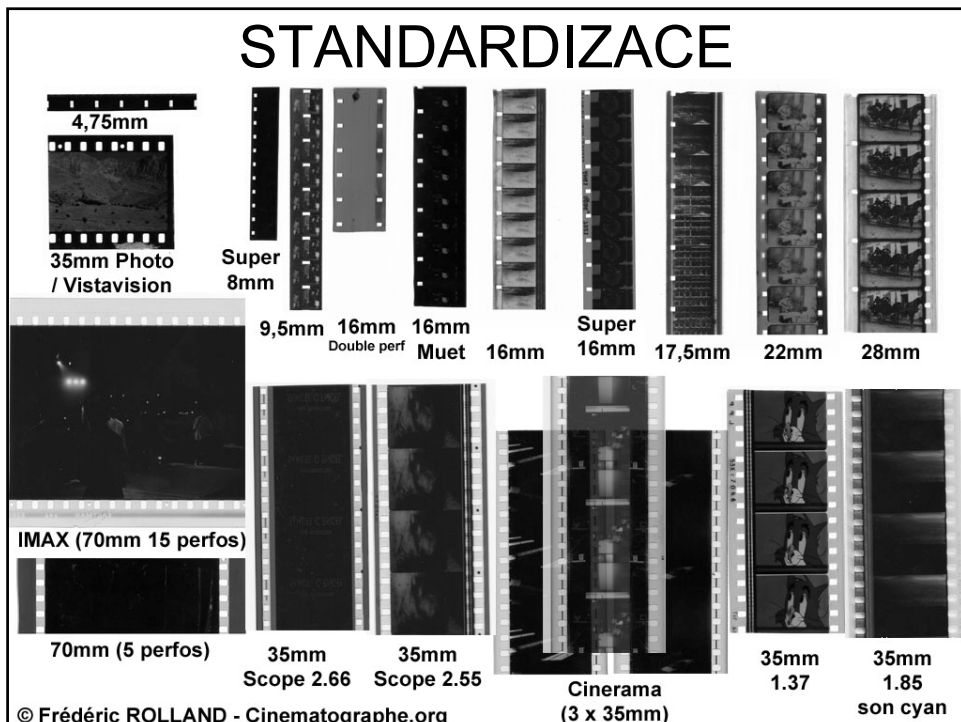 STANDARDIZACE
4,75mm
35mm Photo
/ Vistavision
Super
8mm
9,5mm
16mm
Double perf
16mm
Muet
16mm
Super
16mm
17,5mm
22mm
28mm
IMAX (70mm 15 perfos)
70mm (5 perfos)
35mm
Scope 2.66
35mm
Scope 2.55
Cinerama
(3 x 35mm)
35mm
1.37
35mm
1.85
son cyan
© Frédéric ROLLAND - Cinematographe.org